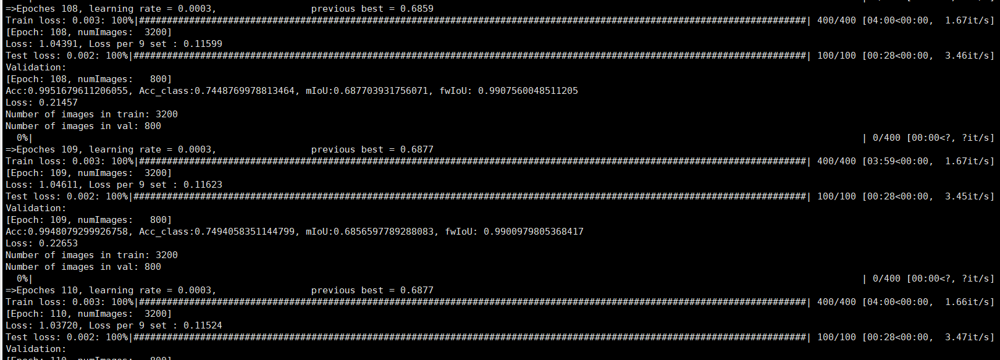 =>Epoches 108, learning rate = 0.0003,                 previous best = 0.6859
Train loss: 0.003: 100%|########################################################################################################################| 400/400 [04:00<00:00,  1.67it/s]
[Epoch: 108, numImages:  3200]
Loss: 1.04391, Loss per 9 set : 0.11599
Test loss: 0.002: 100%|#########################################################################################################################| 100/100 [00:28<00:00,  3.46it/s]
Validation:
[Epoch: 108, numImages:   800]
Acc:0.9951679611206055, Acc_class:0.7448769978813464, mIoU:0.687703931756071, fwIoU: 0.9907560048511205
Loss: 0.21457
Number of images in train: 3200
Number of images in val: 800
  0%|                                                                                                                                                     | 0/400 [00:00<?, ?it/s]
=>Epoches 109, learning rate = 0.0003,                 previous best = 0.6877
Train loss: 0.003: 100%|########################################################################################################################| 400/400 [03:59<00:00,  1.67it/s]
[Epoch: 109, numImages:  3200]
Loss: 1.04611, Loss per 9 set : 0.11623
Test loss: 0.002: 100%|#########################################################################################################################| 100/100 [00:28<00:00,  3.45it/s]
Validation:
[Epoch: 109, numImages:   800]
Acc:0.9948079299926758, Acc_class:0.7494058351144799, mIoU:0.6856597789288083, fwIoU: 0.9900979805368417
Loss: 0.22653
Number of images in train: 3200
Number of images in val: 800
  0%|                                                                                                                                                     | 0/400 [00:00<?, ?it/s]
=>Epoches 110, learning rate = 0.0003,                 previous best = 0.6877
Train loss: 0.003: 100%|########################################################################################################################| 400/400 [04:00<00:00,  1.66it/s]
[Epoch: 110, numImages:  3200]
Loss: 1.03720, Loss per 9 set : 0.11524
Test loss: 0.002: 100%|#########################################################################################################################| 100/100 [00:28<00:00,  3.47it/s]
Validation:
[Epoch: 110, numImages:   800]